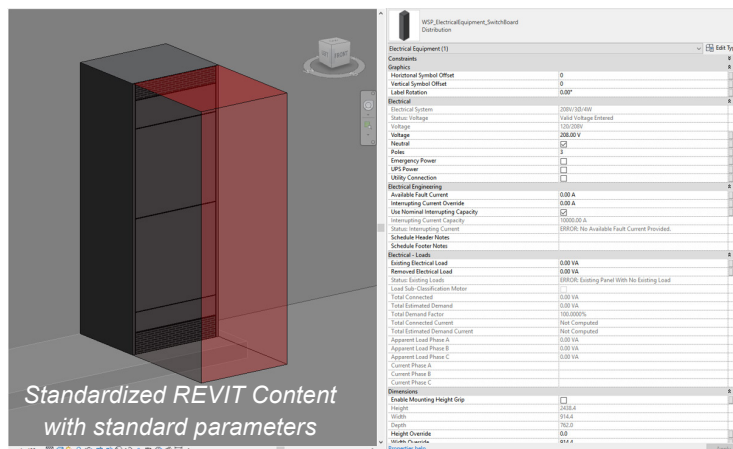 WSP_ElectricalEquipment_SwitchBoard
Distribution
Electrical Equipment (1)
Edit Typ
Constraints
Graphics
Horiztonal Symbol Offset 0
Vertical Symbol Offset 0
Label Rotation 0.00°
Electrical
Electrical System 208V/3Ø/4W
Status: Voltage Valid Voltage Entered
Voltage 120/208V
Voltage 208.00 V
Neutral
Poles 3
Emergency Power
UPS Power
Utility Connection
Electrical Engineering
Available Fault Current 0.00 A
Interrupting Current Override 0.00 A
Use Nominal Interrupting Capacity
Interrupting Current Capacity 10000.00 A
Status: Interrupting Current ERROR: No Available Fault Current Provided.
Schedule Header Notes
Schedule Footer Notes
Electrical - Loads
Existing Electrical Load 0.00 VA
Removed Electrical Load 0.00 VA
Status: Existing Loads ERROR: Existing Panel With No Existing Load
Load Sub-Classification Motor
Total Connected 0.00 VA
Total Estimated Demand 0.00 VA
Total Demand Factor 100.0000%
Total Connected Current Not Computed
Total Estimated Demand Current Not Computed
Apparent Load Phase A 0.00 VA
Apparent Load Phase B 0.00 VA
Apparent Load Phase C 0.00 VA
Current Phase A
Current Phase B
Current Phase C
Dimensions
Enable Mounting Height Grip
Height 2438.4
Width 914.4
Depth 762.0
Height Override 0.0
Width Override 914.4
Properties help
FRONT
Standardized REVIT Content
with standard parameters